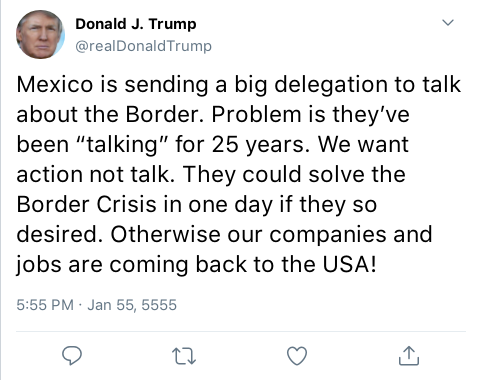 Donald J. Trump
@realDonaldTrump
Mexico is sending a big delegation to talk
about the Border. Problem is they’ve
been “talking” for 25 years. We want
action not talk. They could solve the
Border Crisis in one day if they so
desired. Otherwise our companies and
jobs are coming back to the USA!
5:55 PM · Jan 55, 5555